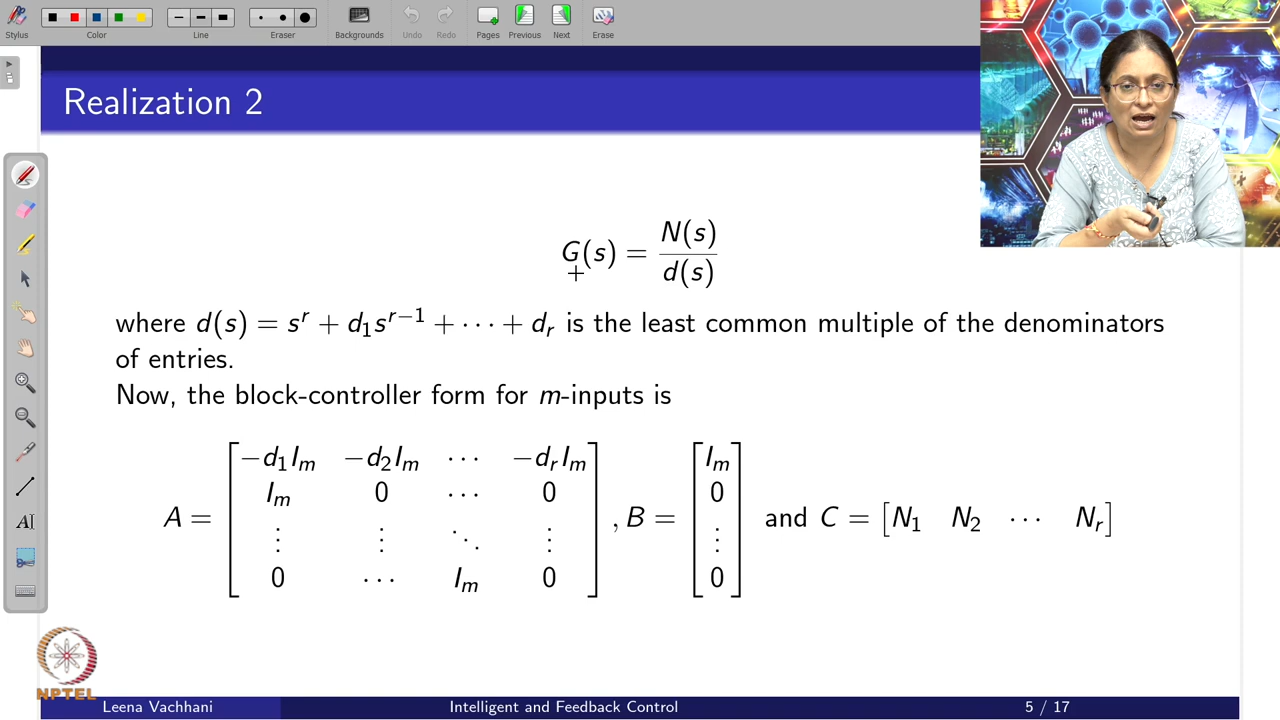 Stylus Color Line Eraser Backgrounds Undo Redo Pages Previous Next Erase
Realization 2
G(s) = N(s)/d(s)
+
where d(s) = s^r + d_1 s^{r−1} + ⋯ + d_r is the least common multiple of the denominators
of entries.
Now, the block-controller form for m-inputs is
A = [−d_1 I_m −d_2 I_m ⋯ −d_r I_m; I_m 0 ⋯ 0; ⋮ ⋮ ⋱ ⋮; 0 ⋯ I_m 0], B = [I_m; 0; ⋮; 0] and C = [N_1 N_2 ⋯ N_r]
NPTEL
Leena Vachhani Intelligent and Feedback Control 5 / 17